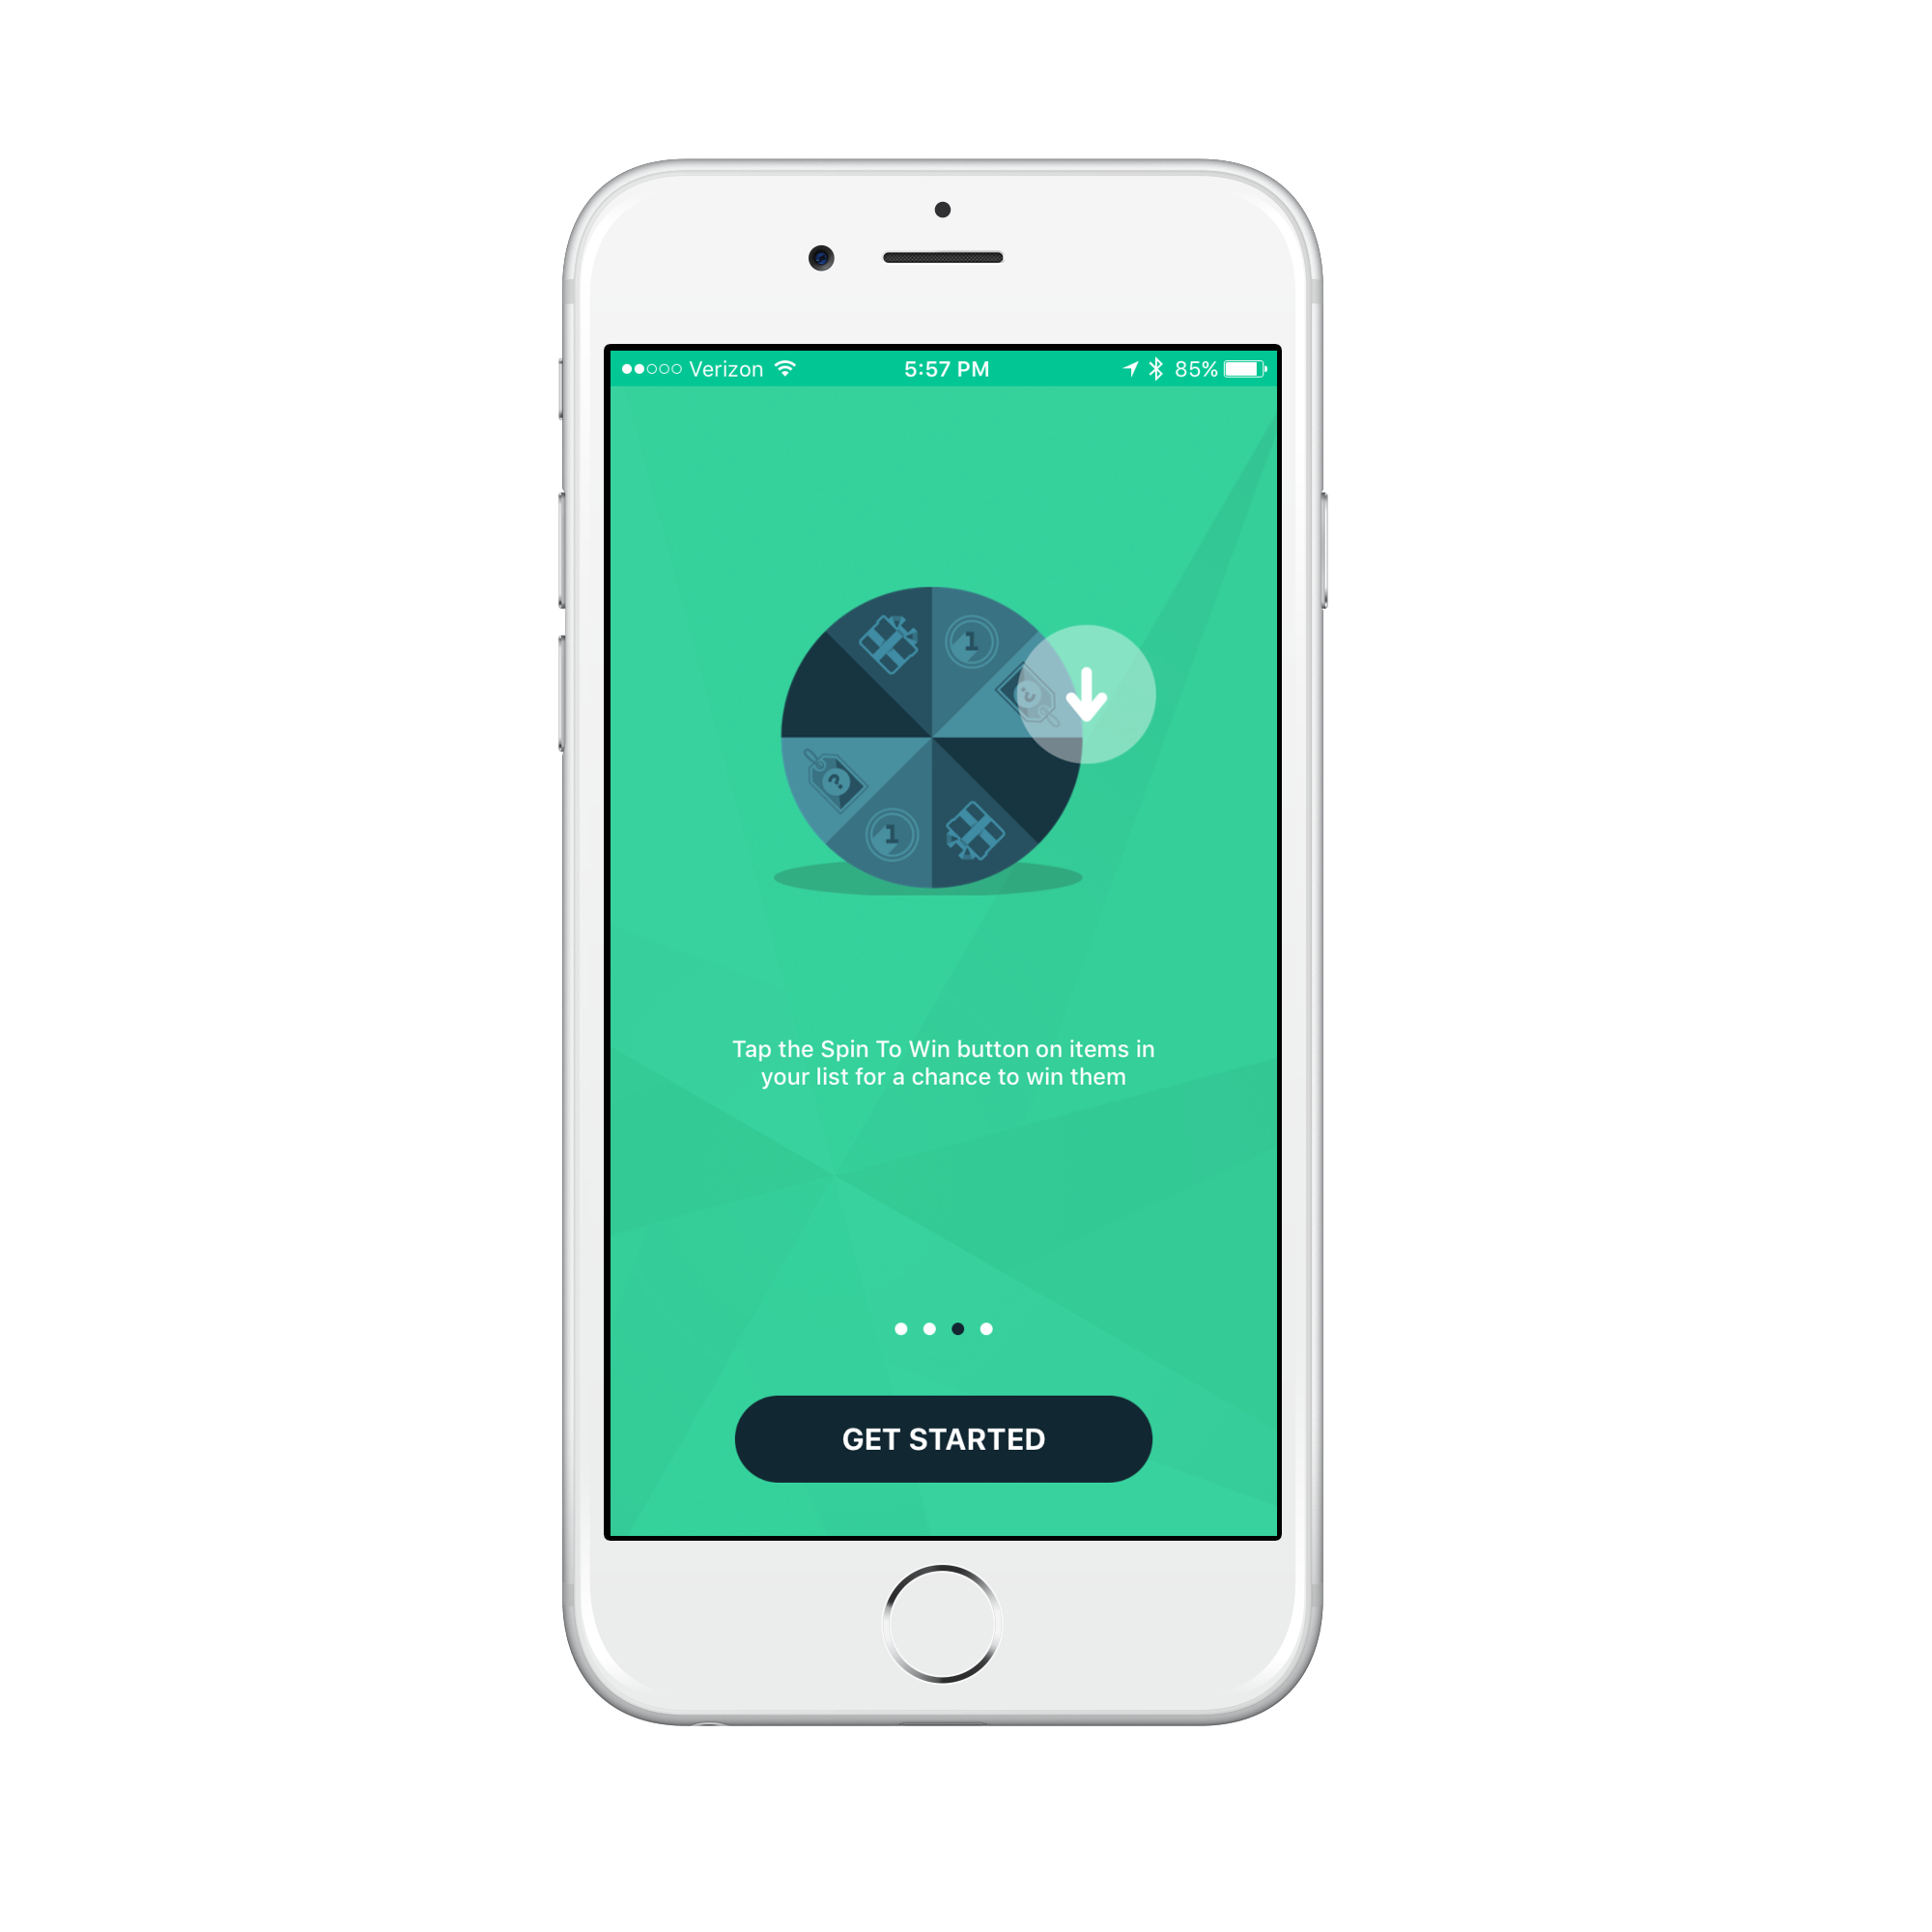 Verizon 5:57 PM 85%
1
?
?
1
Tap the Spin To Win button on items in
your list for a chance to win them
GET STARTED